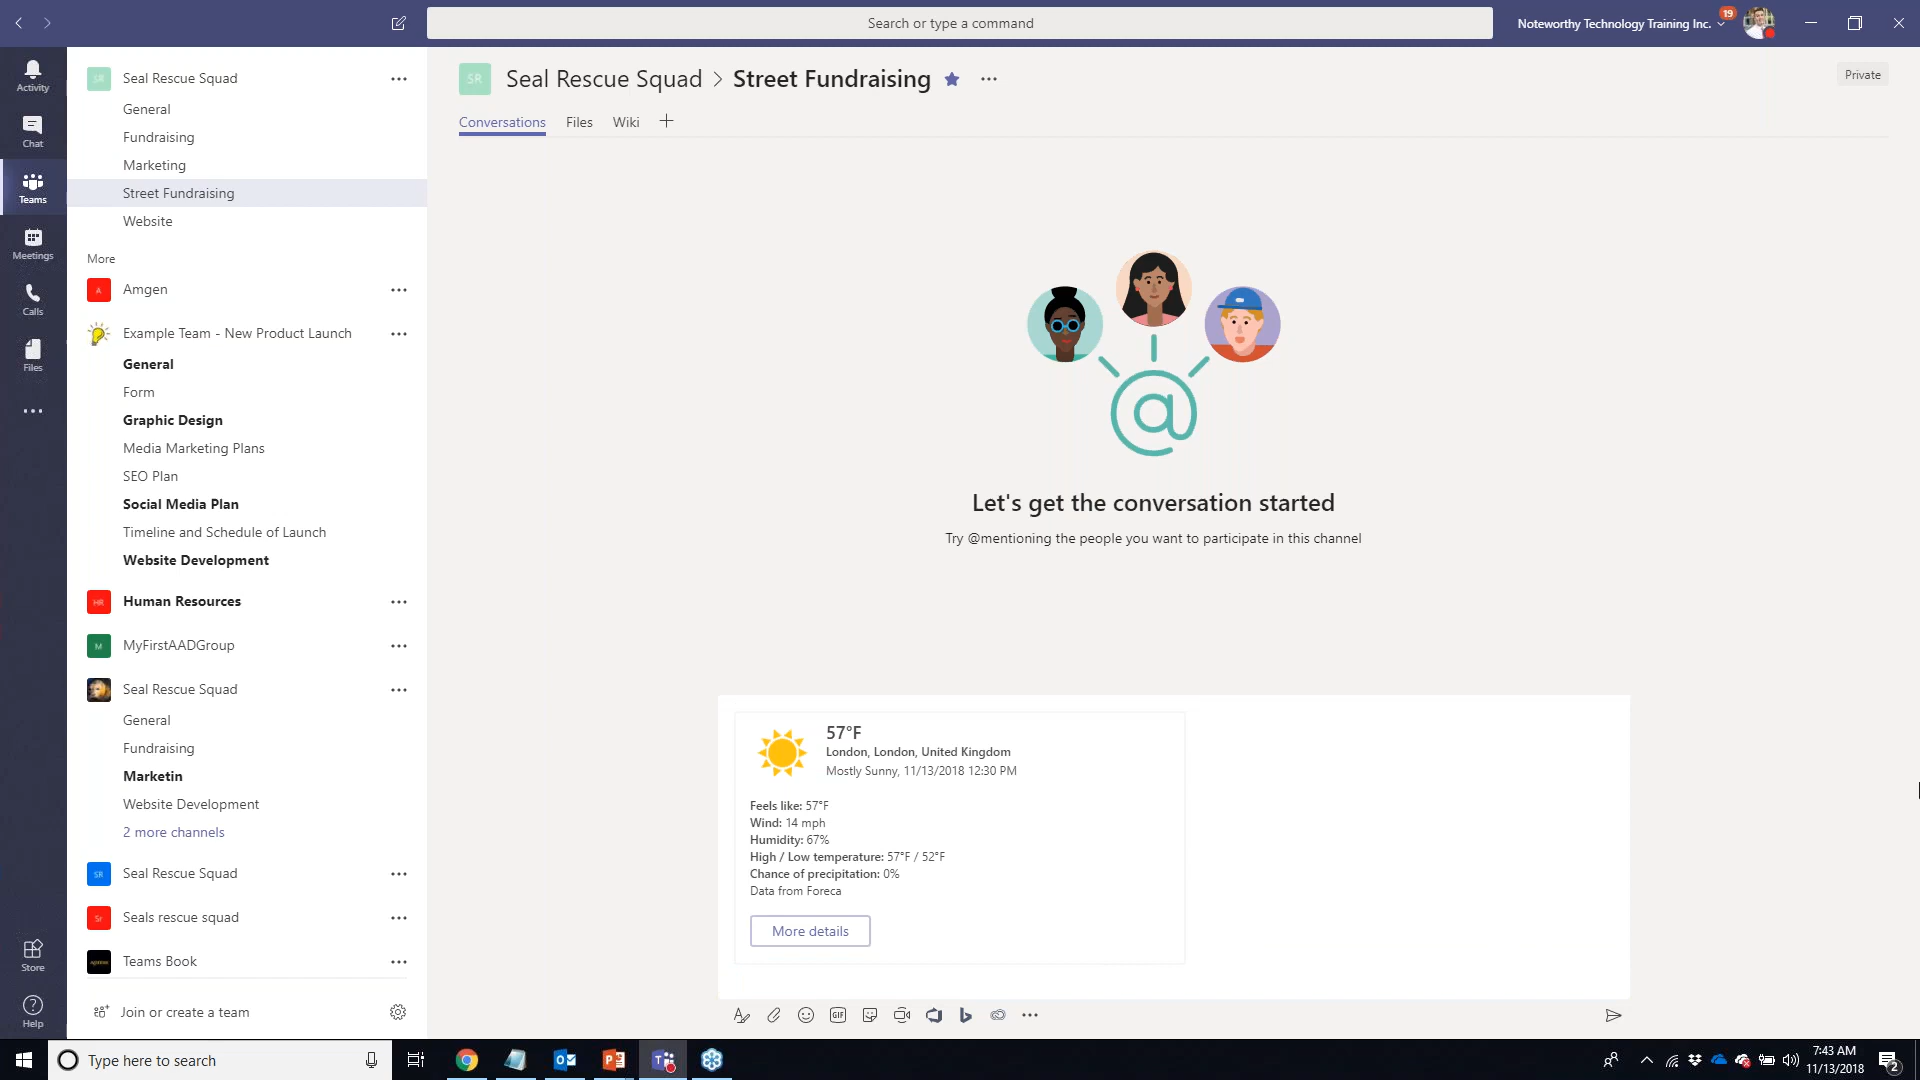 Search or type a command
Noteworthy Technology Training Inc.
19
Activity
Chat
Teams
Meetings
Calls
Files
Store
Help
SR Seal Rescue Squad
General
Fundraising
Marketing
Street Fundraising
Website
More
A Amgen
Example Team - New Product Launch
General
Form
Graphic Design
Media Marketing Plans
SEO Plan
Social Media Plan
Timeline and Schedule of Launch
Website Development
HR Human Resources
M MyFirstAADGroup
Seal Rescue Squad
General
Fundraising
Marketin
Website Development
2 more channels
SR Seal Rescue Squad
Sr Seals rescue squad
Teams Book
Join or create a team
SR Seal Rescue Squad > Street Fundraising
Private
Conversations Files Wiki
Let's get the conversation started
Try @mentioning the people you want to participate in this channel
57°F
London, London, United Kingdom
Mostly Sunny, 11/13/2018 12:30 PM
Feels like: 57°F
Wind: 14 mph
Humidity: 67%
High / Low temperature: 57°F / 52°F
Chance of precipitation: 0%
Data from Foreca
More details
GIF
Type here to search
7:43 AM
11/13/2018
2